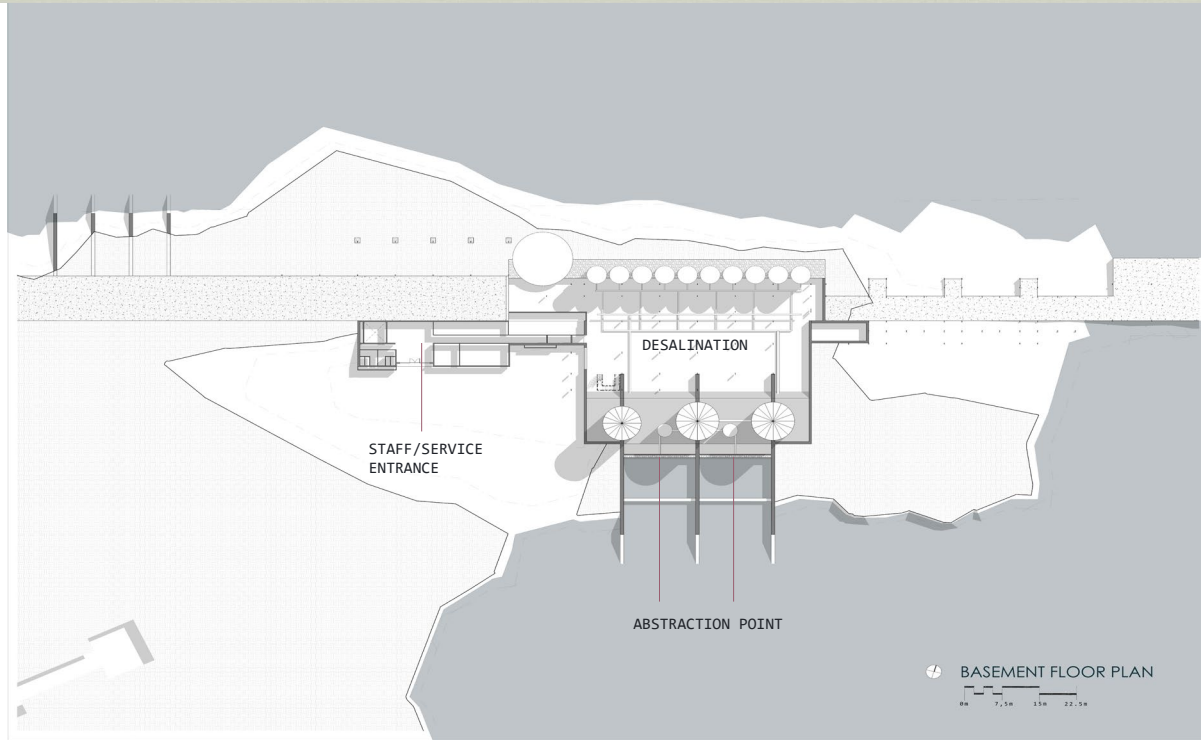 DESALINATION
STAFF/SERVICE
ENTRANCE
ABSTRACTION POINT
BASEMENT FLOOR PLAN
0m 7,5m 15m 22.5m